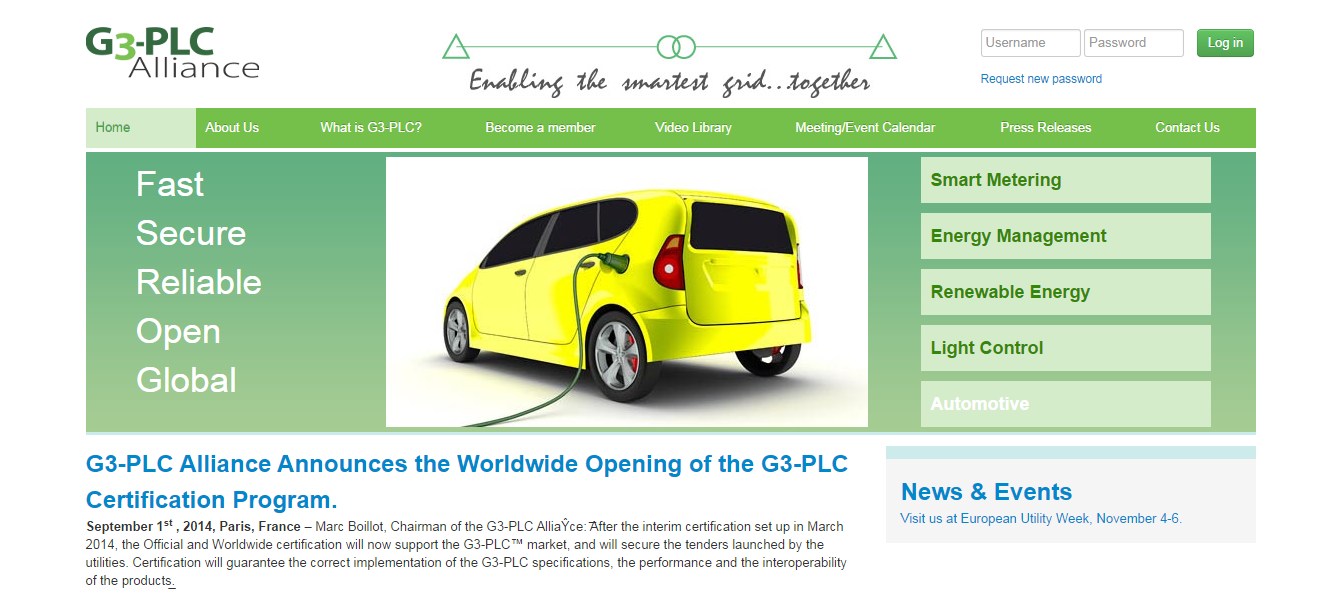 G3-PLC
Alliance
Enabling the smartest grid...together
Username Password Log in
Request new password
Home About Us What is G3-PLC? Become a member Video Library Meeting/Event Calendar Press Releases Contact Us
Fast
Secure
Reliable
Open
Global
Smart Metering
Energy Management
Renewable Energy
Light Control
Automotive
G3-PLC Alliance Announces the Worldwide Opening of the G3-PLC
Certification Program.
September 1st , 2014, Paris, France – Marc Boillot, Chairman of the G3-PLC AlliaŸce: After the interim certification set up in March
2014, the Official and Worldwide certification will now support the G3-PLC™ market, and will secure the tenders launched by the
utilities. Certification will guarantee the correct implementation of the G3-PLC specifications, the performance and the interoperability
of the products.
News & Events
Visit us at European Utility Week, November 4-6.